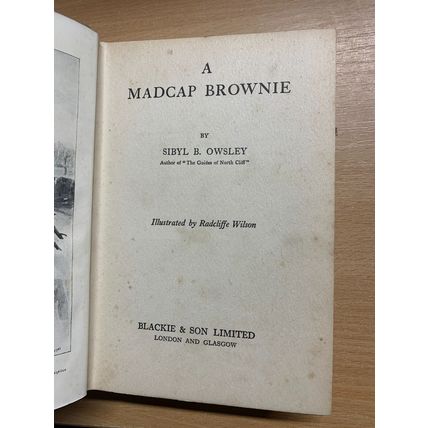 A
MADCAP BROWNIE
BY
SIBYL B. OWSLEY
Author of "The Guides of North Cliff"
Illustrated by Radcliffe Wilson
BLACKIE & SON LIMITED
LONDON AND GLASGOW